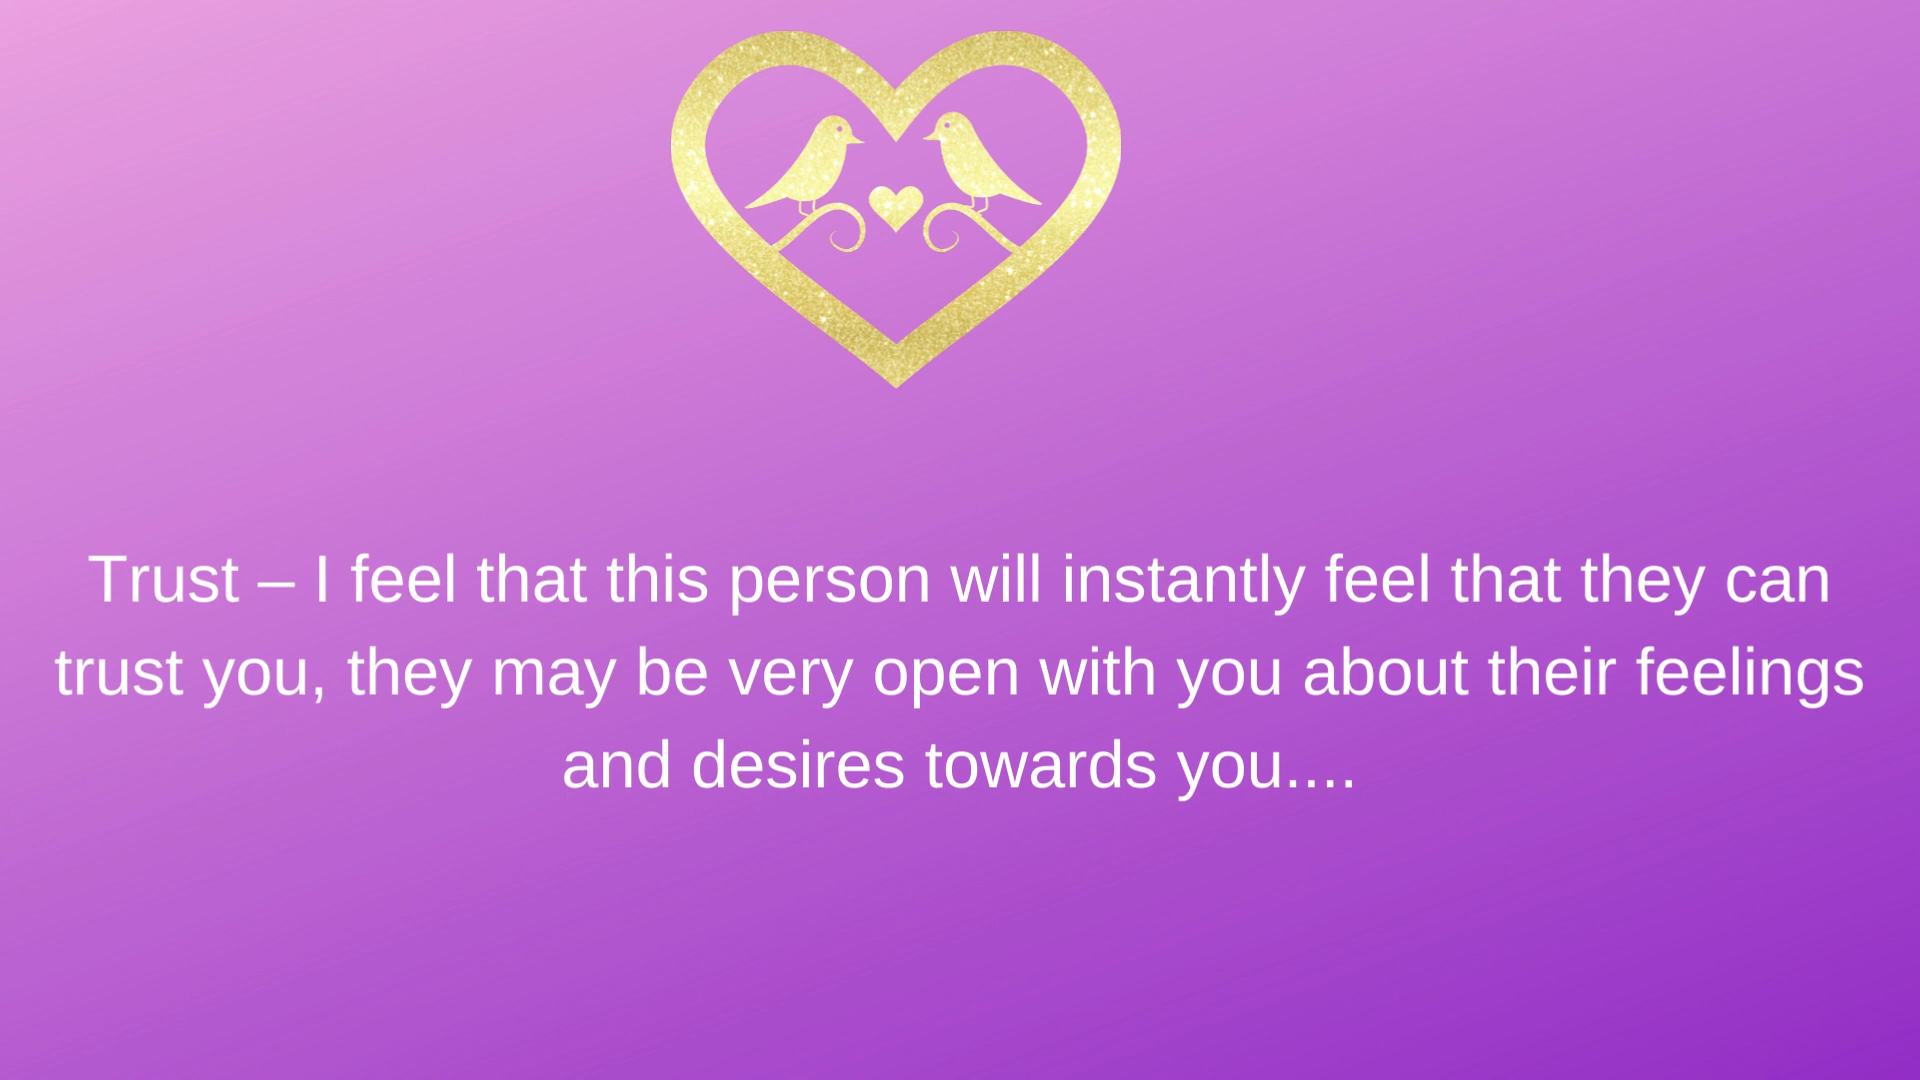 Trust – I feel that this person will instantly feel that they can
trust you, they may be very open with you about their feelings
and desires towards you....